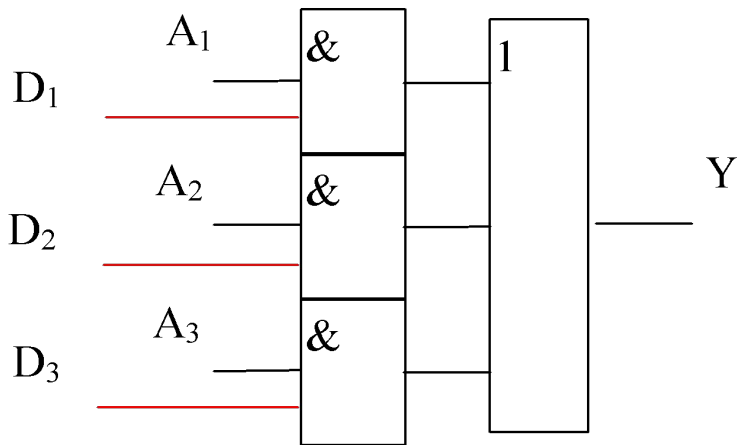 A₁
&
1
D₁
A₂
&
Y
D₂
A₃
&
D₃